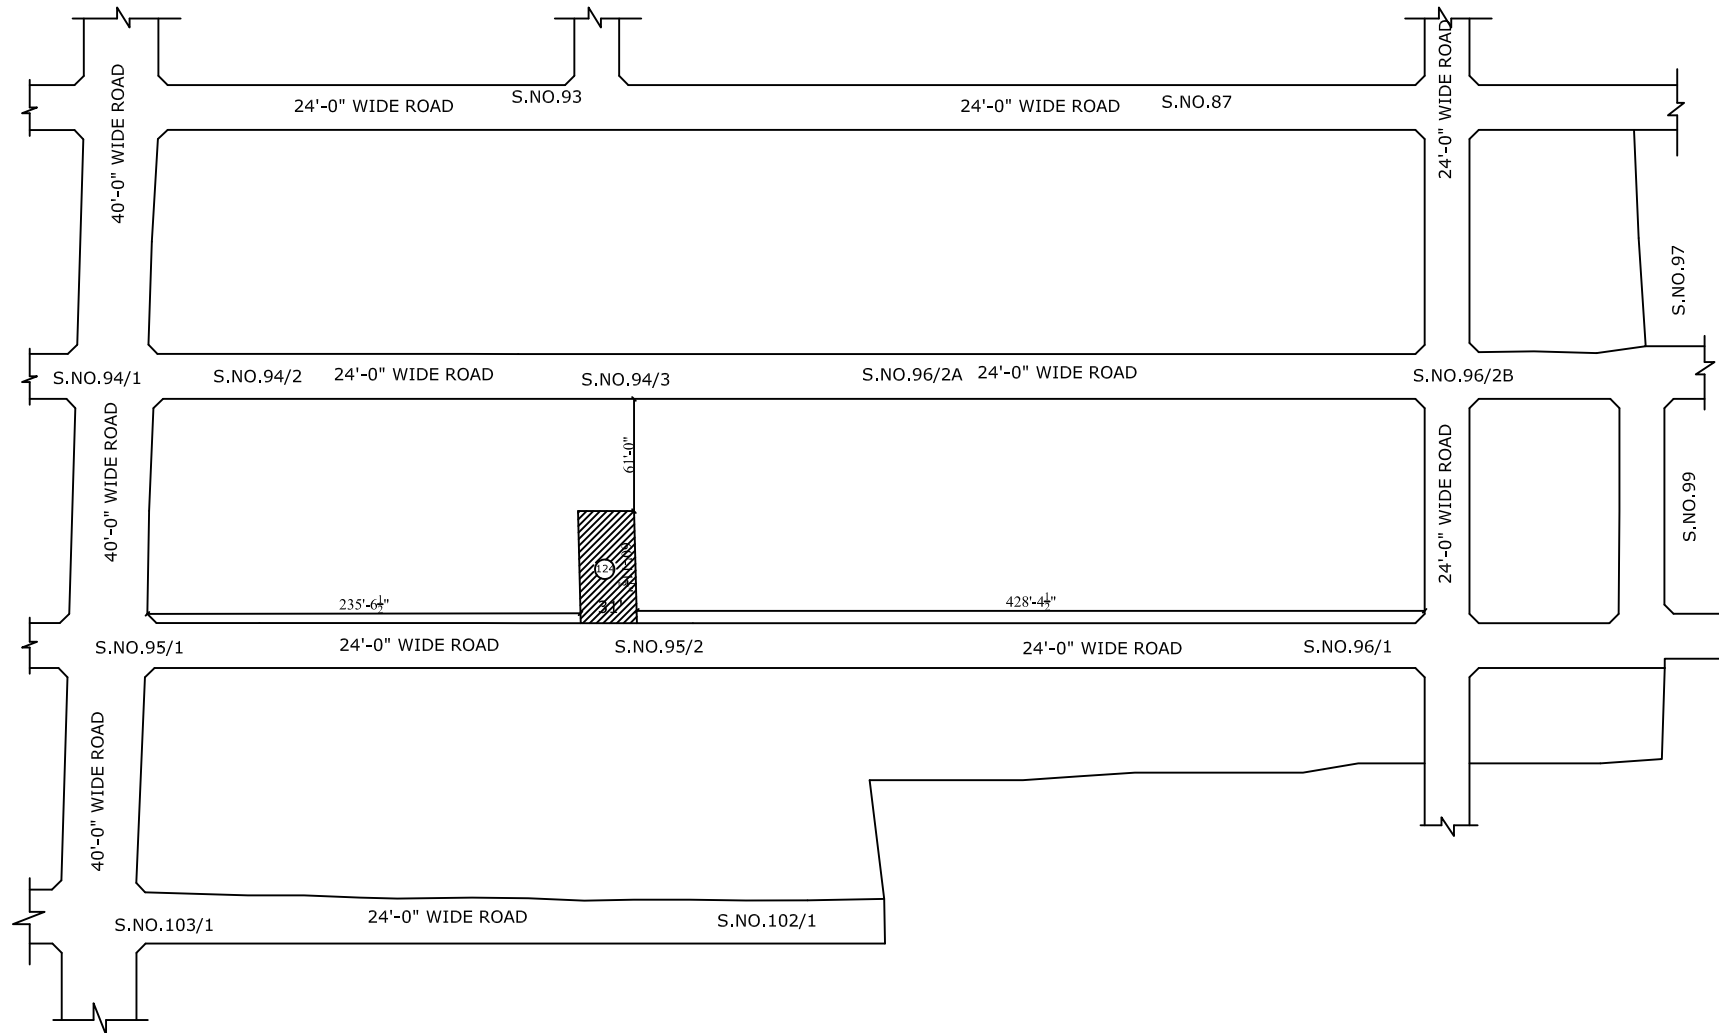 24'-0" WIDE ROAD
S.NO.93
24'-0" WIDE ROAD
S.NO.87
40'-0" WIDE ROAD
24'-0" WIDE ROAD
S.NO.97
S.NO.94/1
S.NO.94/2
24'-0" WIDE ROAD
S.NO.94/3
S.NO.96/2A
24'-0" WIDE ROAD
S.NO.96/2B
40'-0" WIDE ROAD
61'-0"
24'-0" WIDE ROAD
S.NO.99
124
235'-6½"
31'
428'-4½"
S.NO.95/1
24'-0" WIDE ROAD
S.NO.95/2
24'-0" WIDE ROAD
S.NO.96/1
40'-0" WIDE ROAD
S.NO.103/1
24'-0" WIDE ROAD
S.NO.102/1